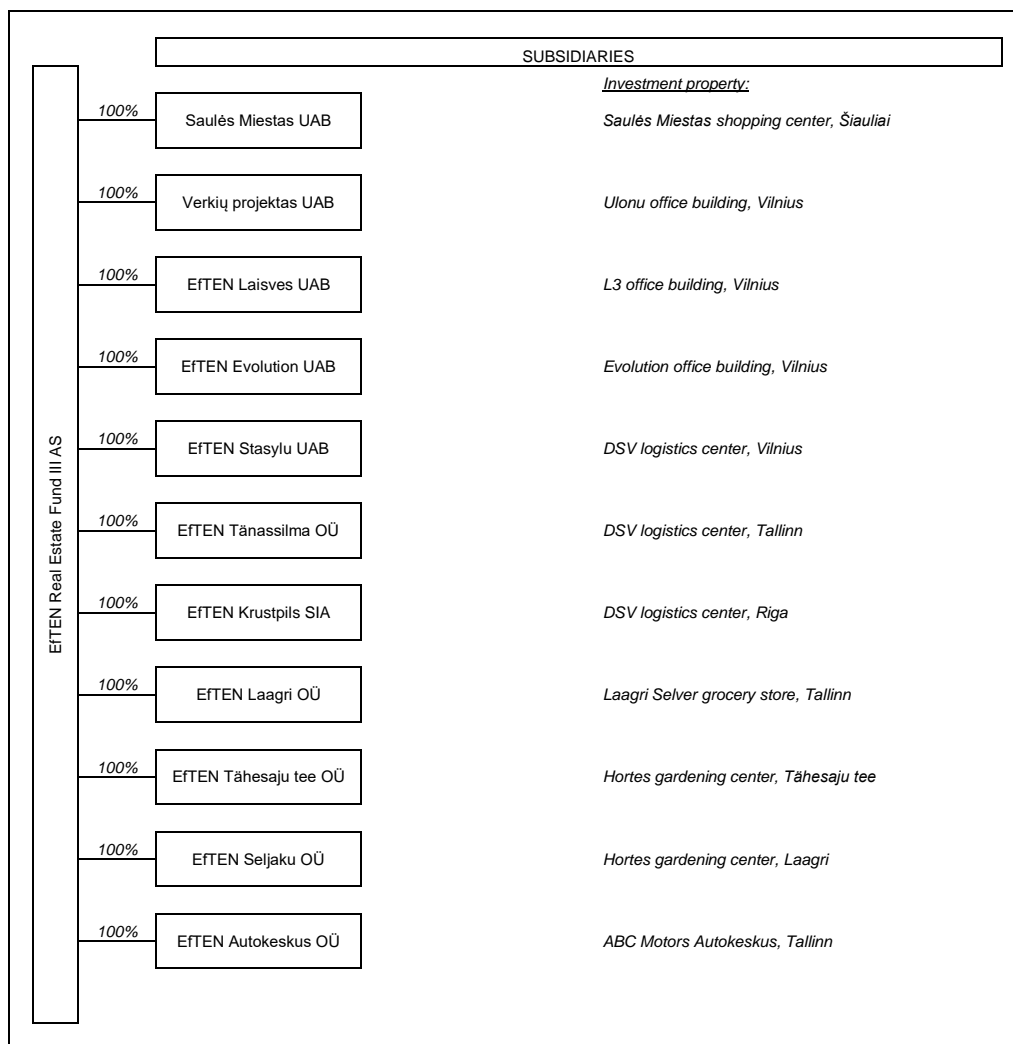 SUBSIDIARIES
EfTEN Real Estate Fund III AS
Investment property:
100%
Saulės Miestas UAB
Saulės Miestas shopping center, Šiauliai
100%
Verkių projektas UAB
Ulonu office building, Vilnius
100%
EfTEN Laisves UAB
L3 office building, Vilnius
100%
EfTEN Evolution UAB
Evolution office building, Vilnius
100%
EfTEN Stasylu UAB
DSV logistics center, Vilnius
100%
EfTEN Tänassilma OÜ
DSV logistics center, Tallinn
100%
EfTEN Krustpils SIA
DSV logistics center, Riga
100%
EfTEN Laagri OÜ
Laagri Selver grocery store, Tallinn
100%
EfTEN Tähesaju tee OÜ
Hortes gardening center, Tähesaju tee
100%
EfTEN Seljaku OÜ
Hortes gardening center, Laagri
100%
EfTEN Autokeskus OÜ
ABC Motors Autokeskus, Tallinn